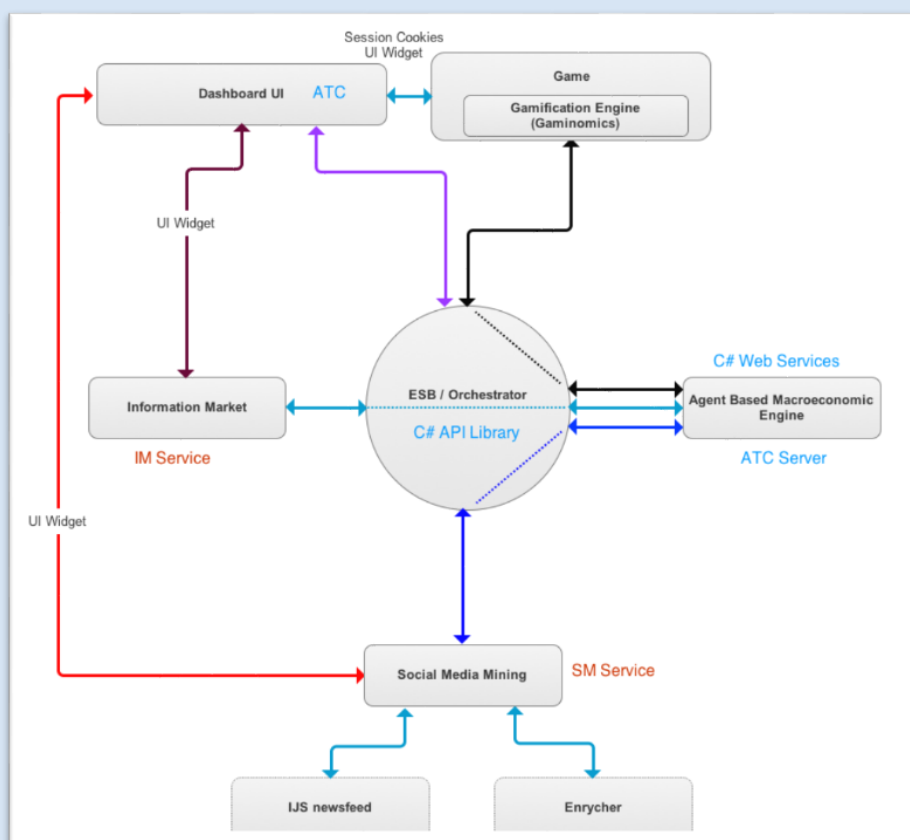 Session Cookies
UI Widget
Dashboard UI ATC
Game
Gamification Engine
(Gaminomics)
UI Widget
C# Web Services
Information Market
ESB / Orchestrator
Agent Based Macroeconomic
Engine
C# API Library
IM Service
ATC Server
UI Widget
Social Media Mining
SM Service
IJS newsfeed
Enrycher